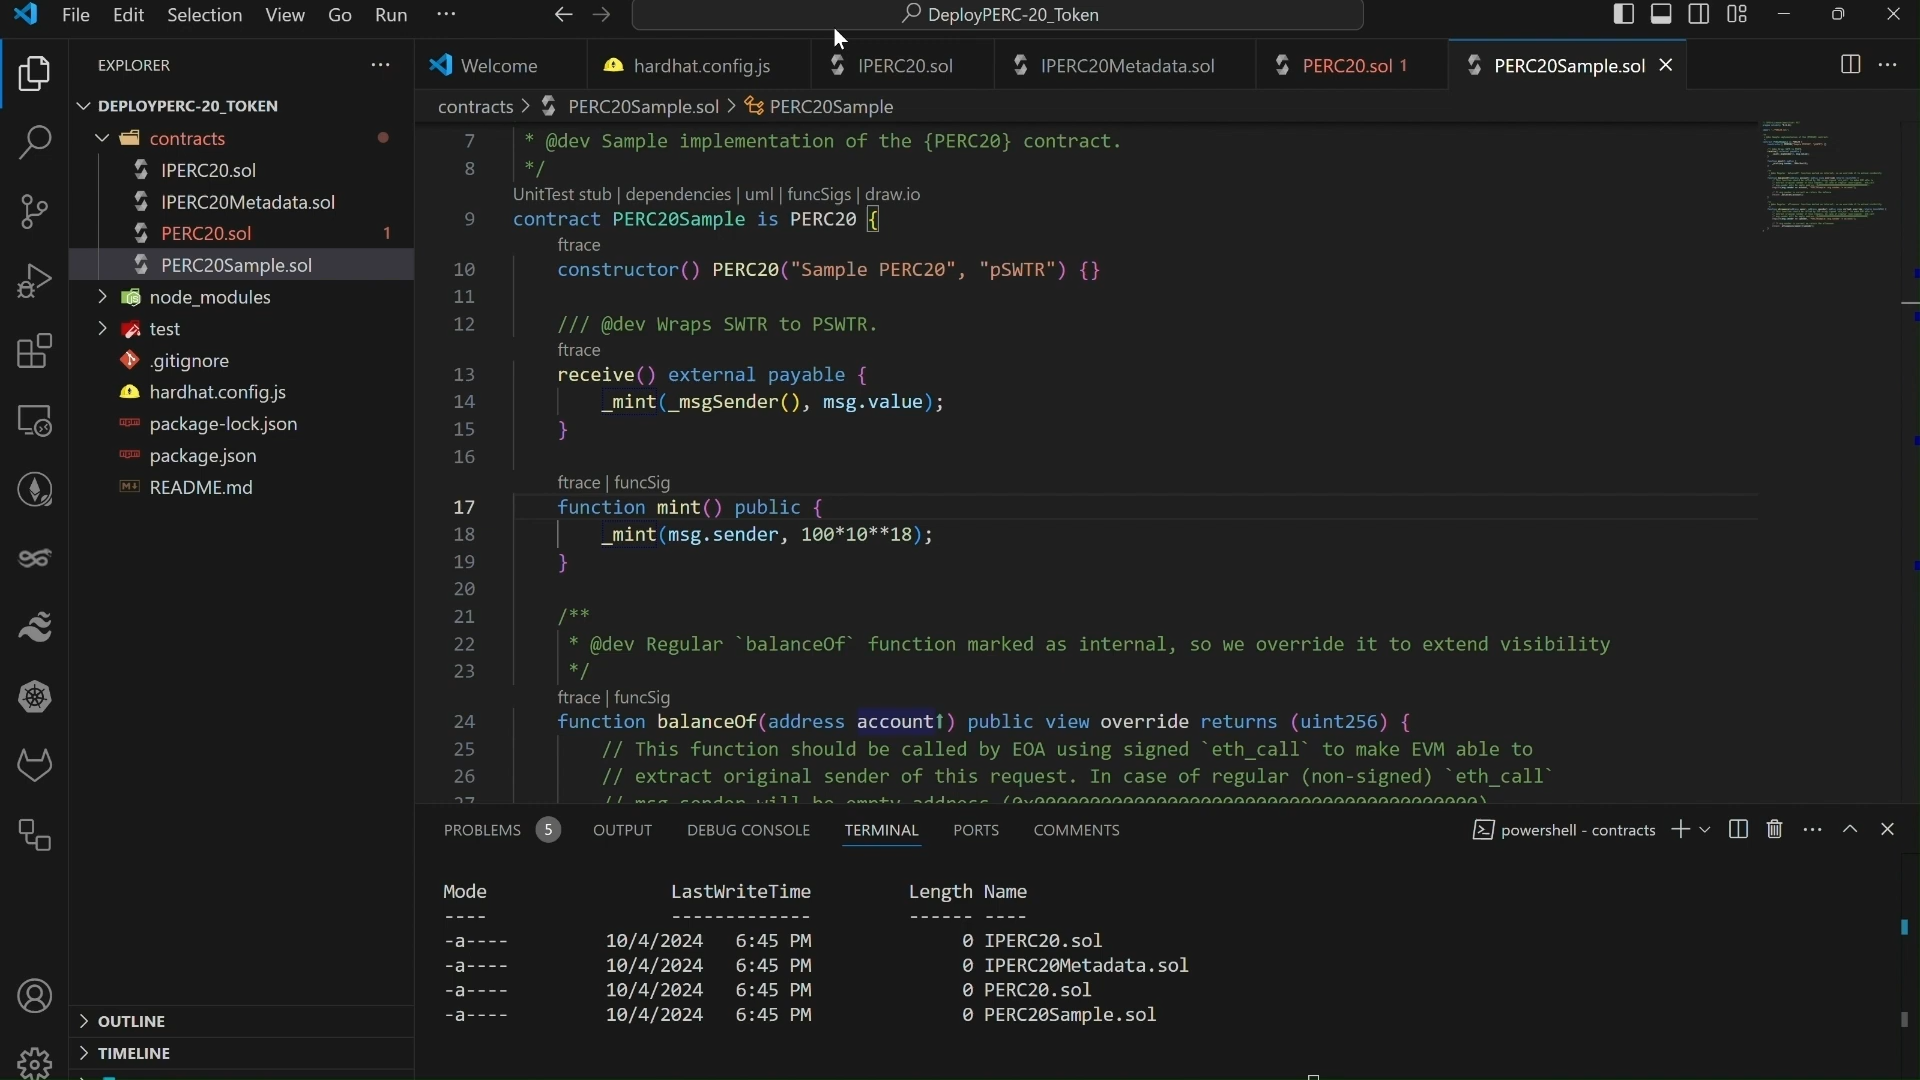 File Edit Selection View Go Run ···
DeployPERC-20_Token
EXPLORER
DEPLOYPERC-20_TOKEN
contracts
IPERC20.sol
IPERC20Metadata.sol
PERC20.sol 1
PERC20Sample.sol
node_modules
test
.gitignore
hardhat.config.js
package-lock.json
package.json
README.md
OUTLINE
TIMELINE
Welcome hardhat.config.js IPERC20.sol IPERC20Metadata.sol PERC20.sol 1 PERC20Sample.sol
contracts > PERC20Sample.sol > PERC20Sample
7 * @dev Sample implementation of the {PERC20} contract.
8 */
UnitTest stub | dependencies | uml | funcSigs | draw.io
9 contract PERC20Sample is PERC20 {
ftrace
10 constructor() PERC20("Sample PERC20", "pSWTR") {}
11
12 /// @dev Wraps SWTR to PSWTR.
ftrace
13 receive() external payable {
14 _mint(_msgSender(), msg.value);
15 }
16
ftrace | funcSig
17 function mint() public {
18 _mint(msg.sender, 100*10**18);
19 }
20
21 /**
22 * @dev Regular `balanceOf` function marked as internal, so we override it to extend visibility
23 */
ftrace | funcSig
24 function balanceOf(address account↑) public view override returns (uint256) {
25 // This function should be called by EOA using signed `eth_call` to make EVM able to
26 // extract original sender of this request. In case of regular (non-signed) `eth_call`
PROBLEMS 5 OUTPUT DEBUG CONSOLE TERMINAL PORTS COMMENTS
powershell - contracts
Mode LastWriteTime Length Name
---- ------------- ------ ----
-a---- 10/4/2024 6:45 PM 0 IPERC20.sol
-a---- 10/4/2024 6:45 PM 0 IPERC20Metadata.sol
-a---- 10/4/2024 6:45 PM 0 PERC20.sol
-a---- 10/4/2024 6:45 PM 0 PERC20Sample.sol